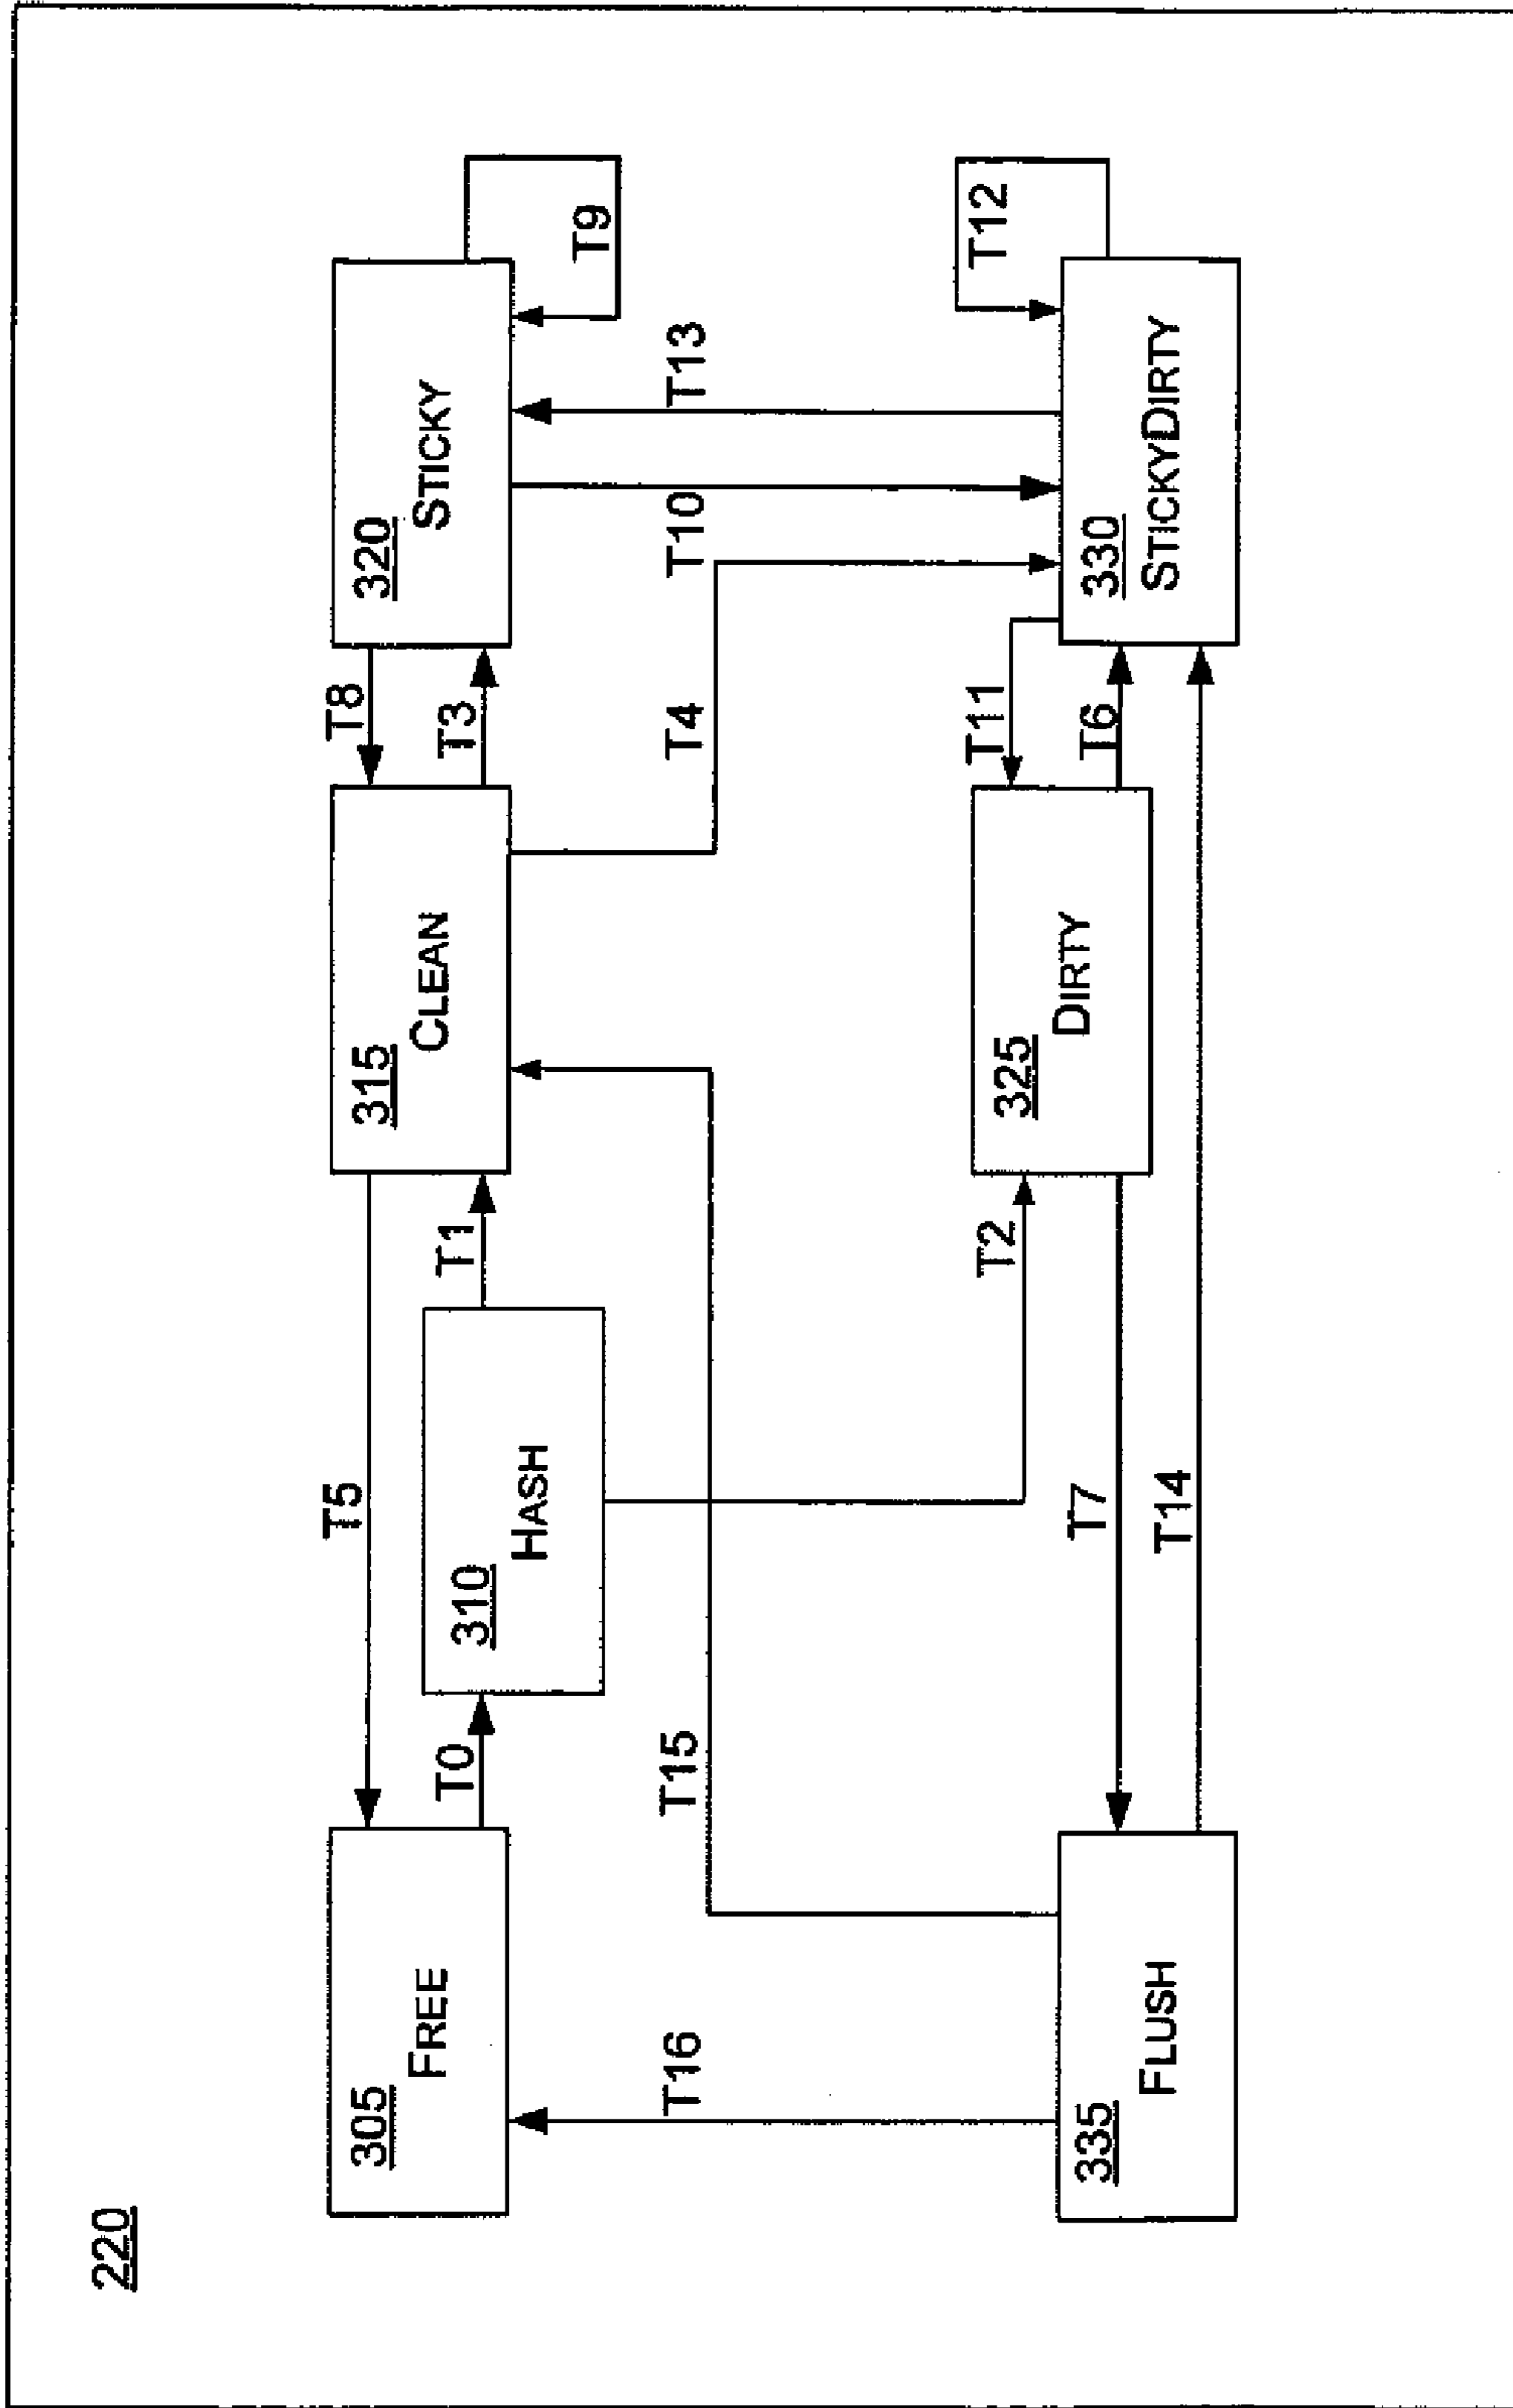 220
T5
T8
305
FREE
T0
310
HASH
T1
315
CLEAN
T3
320
STICKY
T9
T16
T15
T4
T10
T13
T2
T11
T12
335
FLUSH
T7
325
DIRTY
T6
330
STICKYDIRTY
T14